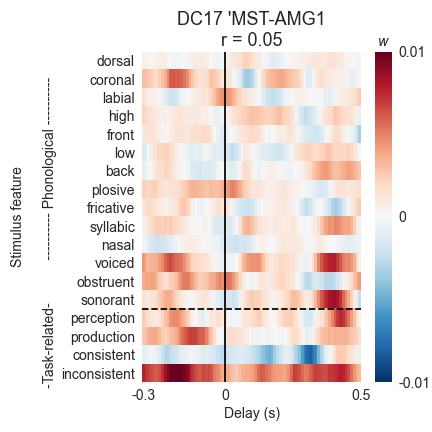 DC17 'MST-AMG1
r = 0.05
w
dorsal
coronal
labial
high
front
low
back
plosive
fricative
syllabic
nasal
voiced
obstruent
sonorant
perception
production
consistent
inconsistent
Stimulus feature
-Task-related- ---------- Phonological ----------
0.01
0
-0.01
-0.3 0 0.5
Delay (s)